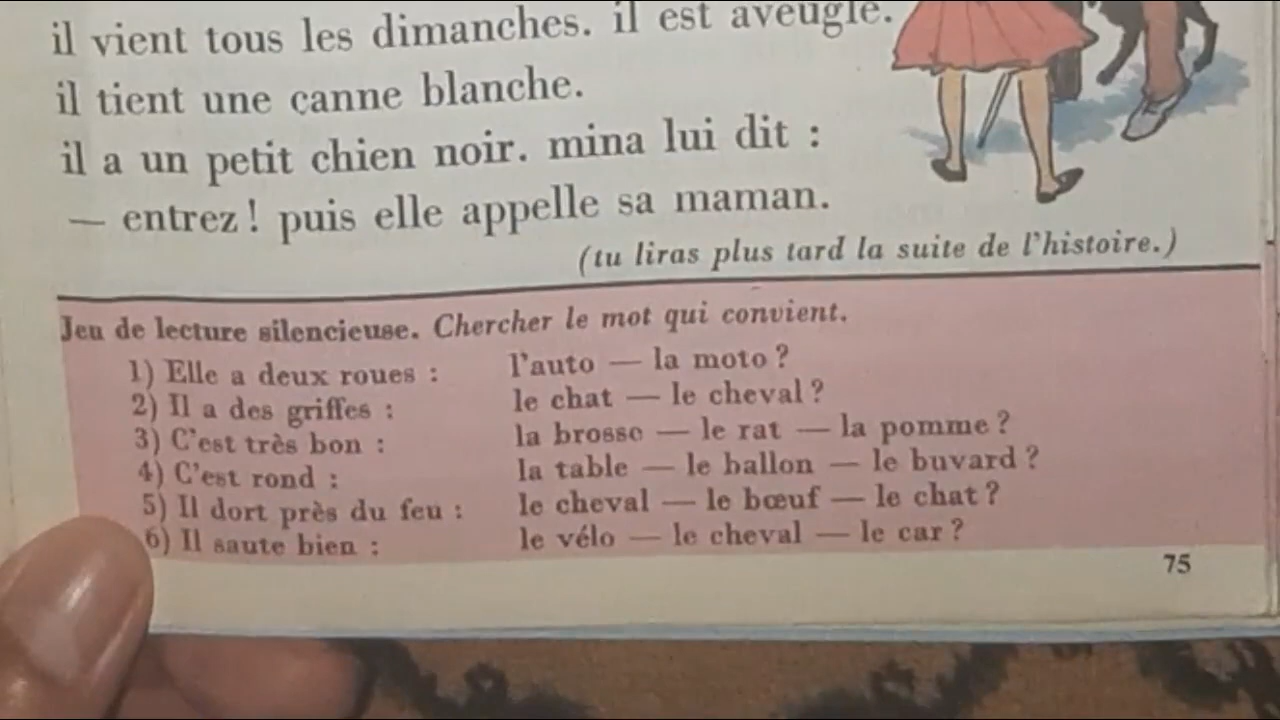 il vient tous les dimanches. il est aveugle.
il tient une canne blanche.
il a un petit chien noir. mina lui dit :
— entrez! puis elle appelle sa maman.
(tu liras plus tard la suite de l'histoire.)
Jeu de lecture silencieuse. Chercher le mot qui convient.
1) Elle a deux roues : l'auto — la moto ?
2) Il a des griffes : le chat — le cheval ?
3) C'est très bon : la brosse — le rat — la pomme ?
4) C'est rond : la table — le ballon — le buvard ?
5) Il dort près du feu : le cheval — le bœuf — le chat ?
6) Il saute bien : le vélo — le cheval — le car ?
75